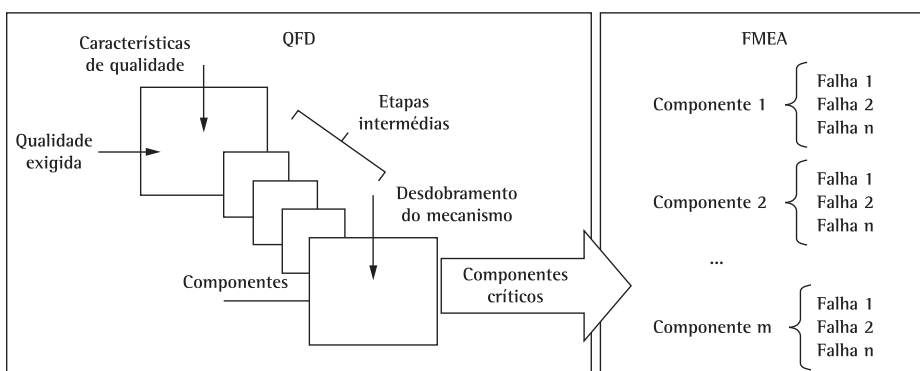 QFD
Características
de qualidade
Qualidade
exigida
Etapas
intermédias
Desdobramento
do mecanismo
Componentes
Componentes
críticos
FMEA
Componente 1
Falha 1
Falha 2
Falha n
Componente 2
Falha 1
Falha 2
Falha n
...
Componente m
Falha 1
Falha 2
Falha n